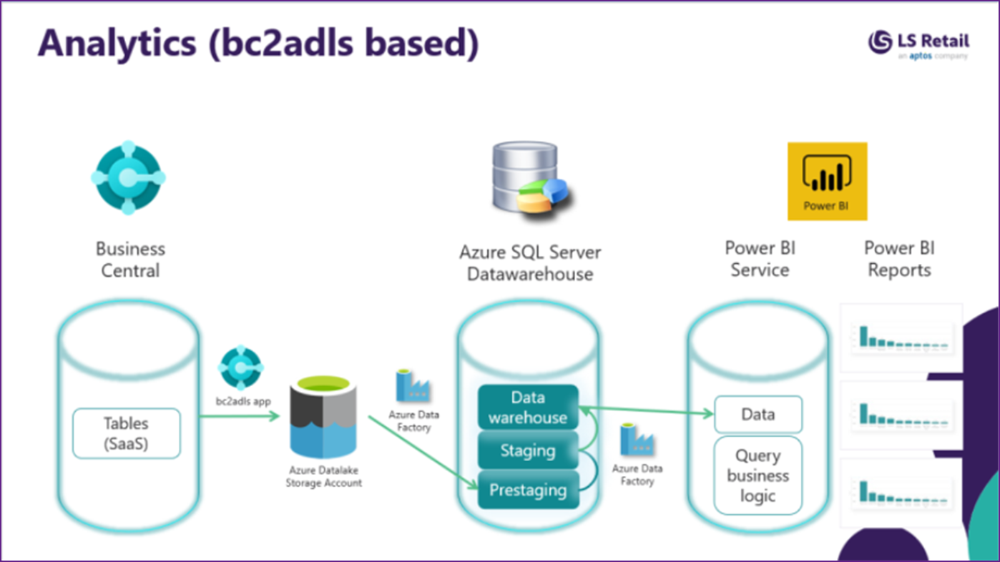 Analytics (bc2adls based)
LS Retail
an aptos company
Business
Central
Azure SQL Server
Datawarehouse
Power BI
Power BI
Service
Power BI
Reports
bc2adls app
Tables
(SaaS)
Azure Datalake
Storage Account
Azure Data
Factory
Data
warehouse
Staging
Prestaging
Azure Data
Factory
Data
Query
business
logic